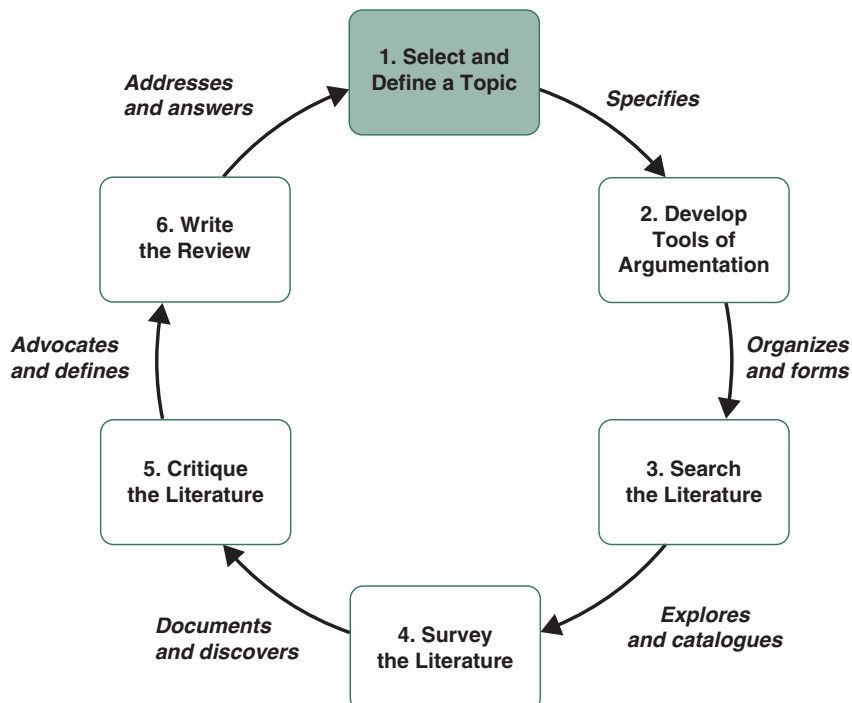 1. Select and
Define a Topic
Specifies
2. Develop
Tools of
Argumentation
Organizes
and forms
3. Search
the Literature
Explores
and catalogues
4. Survey
the Literature
Documents
and discovers
5. Critique
the Literature
Advocates
and defines
6. Write
the Review
Addresses
and answers